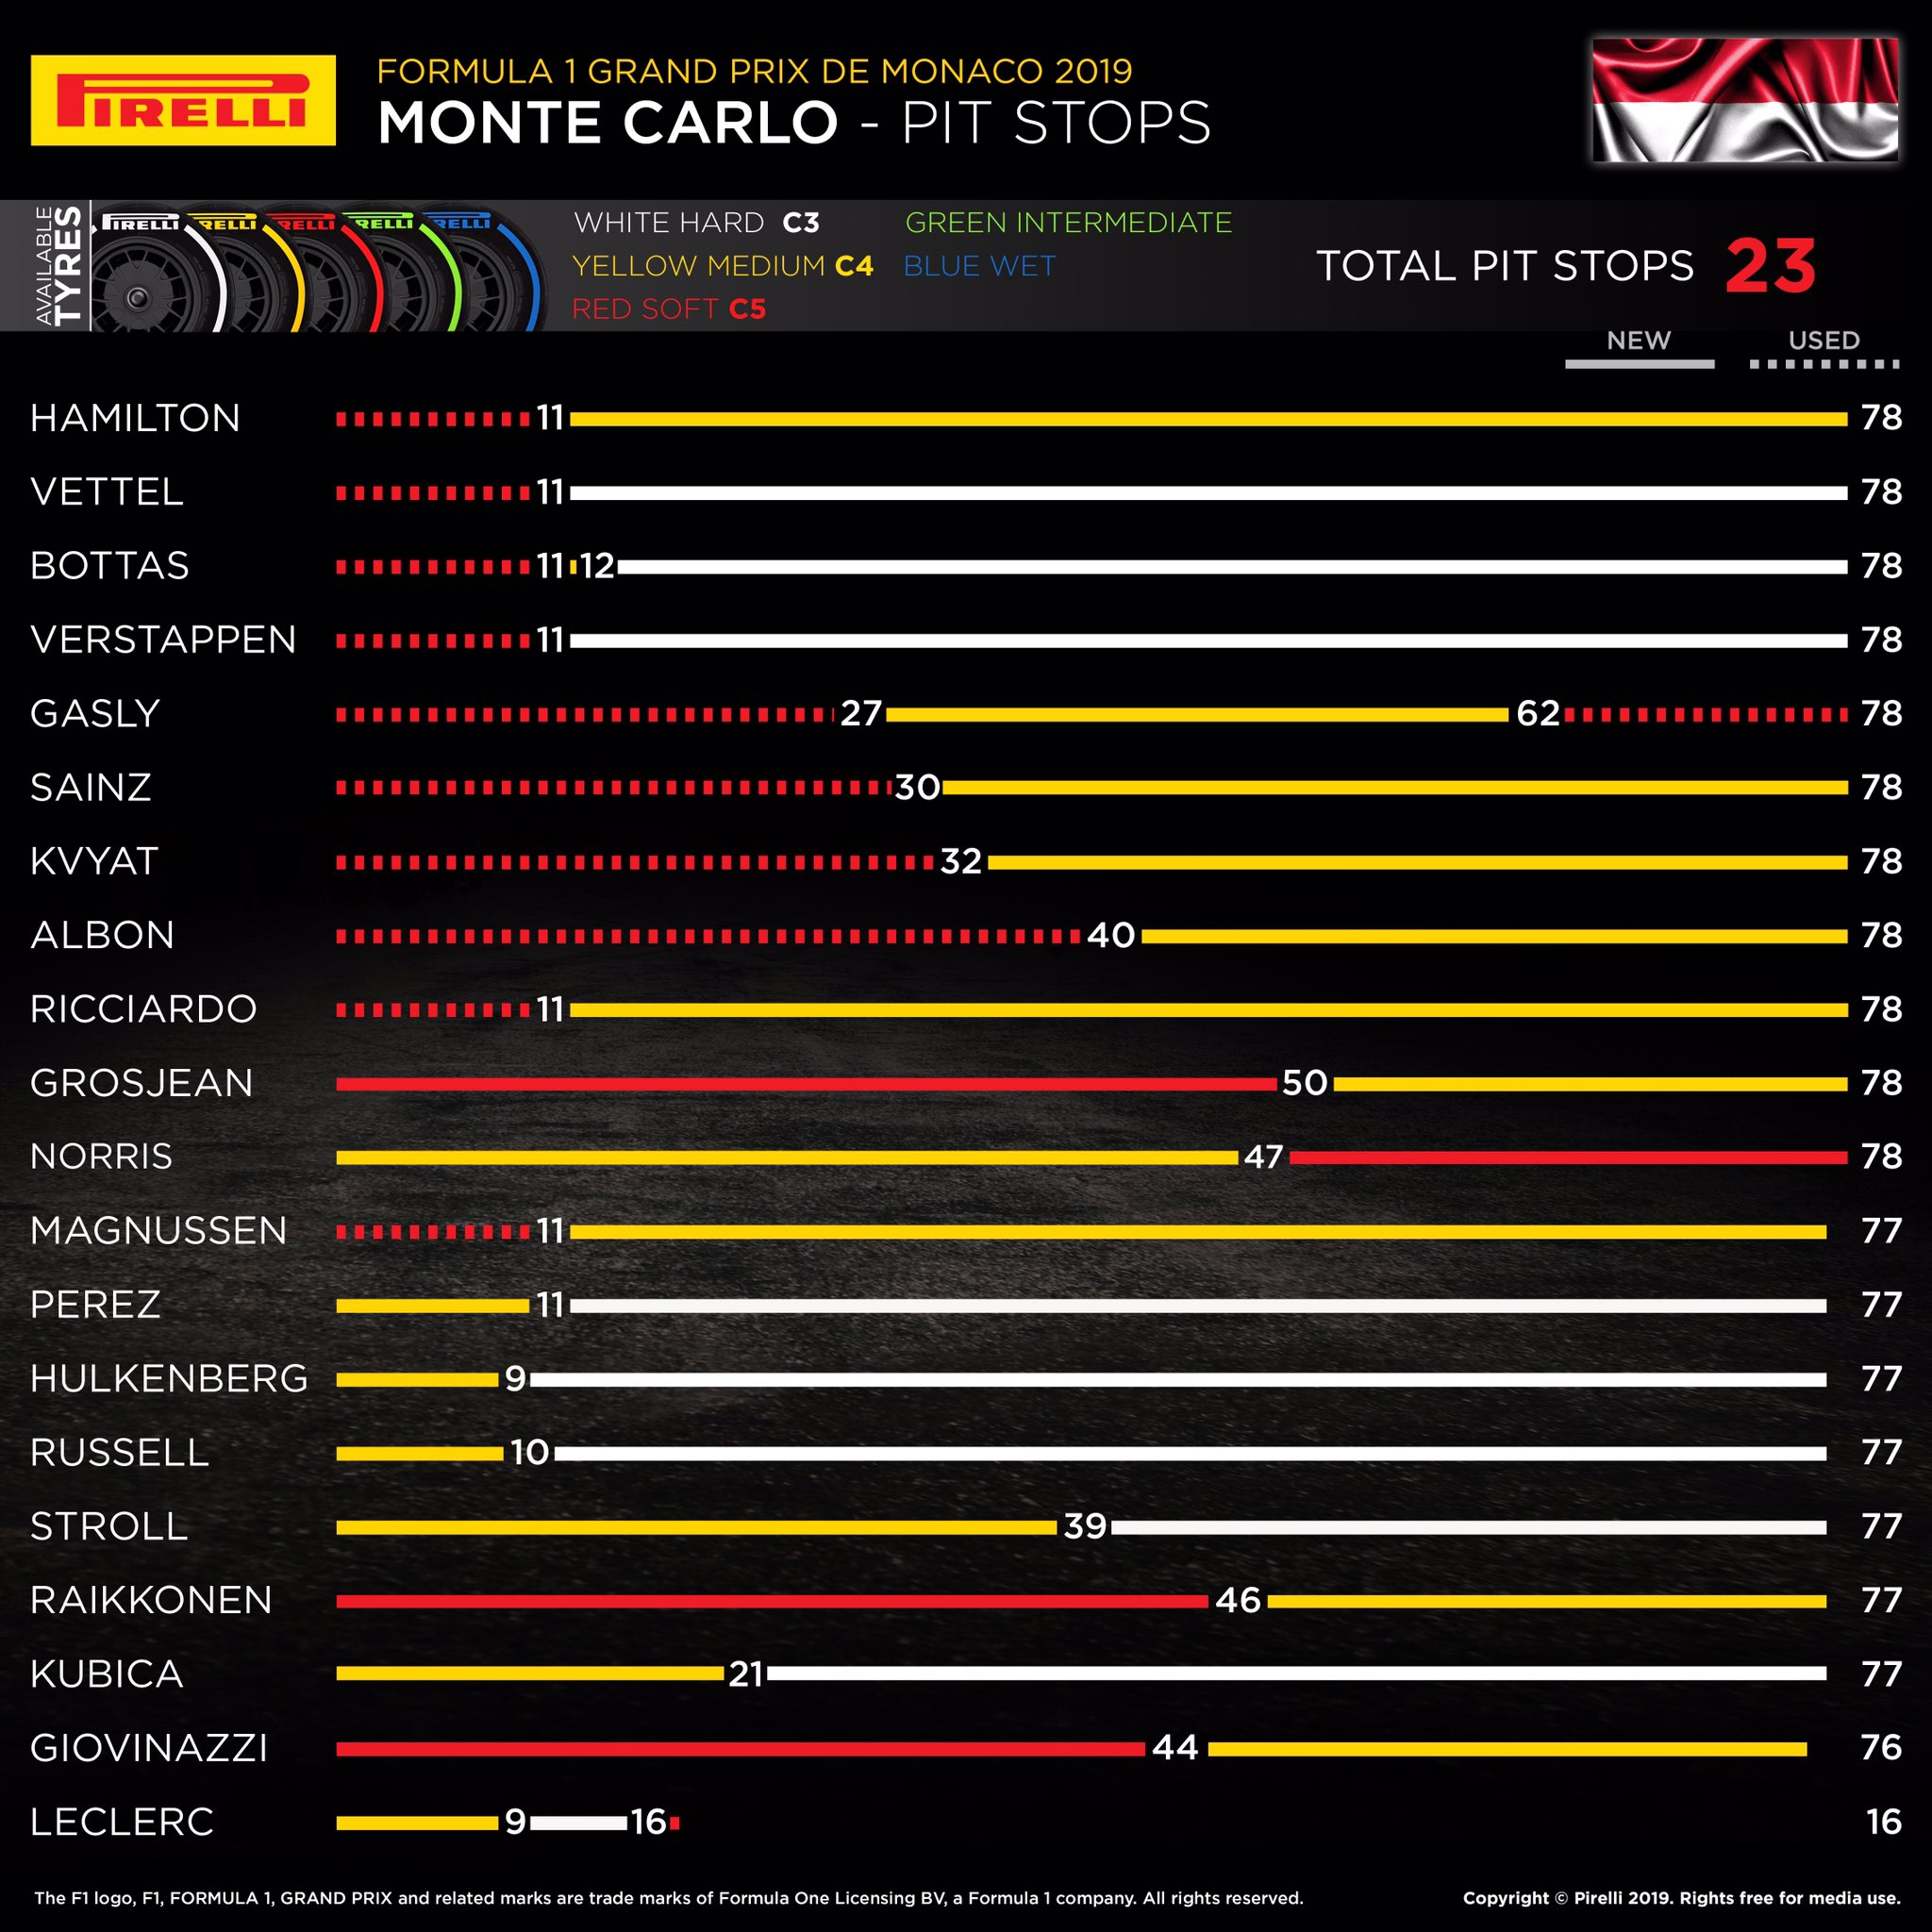 PIRELLI
FORMULA 1 GRAND PRIX DE MONACO 2019
MONTE CARLO - PIT STOPS
AVAILABLE
TYRES
PIRELLI RELLI RELLI RELLI RELLI
WHITE HARD C3
YELLOW MEDIUM C4
RED SOFT C5
GREEN INTERMEDIATE
BLUE WET
TOTAL PIT STOPS 23
NEW USED
HAMILTON 11 78
VETTEL 11 78
BOTTAS 11 12 78
VERSTAPPEN 11 78
GASLY 27 62 78
SAINZ 30 78
KVYAT 32 78
ALBON 40 78
RICCIARDO 11 78
GROSJEAN 50 78
NORRIS 47 78
MAGNUSSEN 11 77
PEREZ 11 77
HULKENBERG 9 77
RUSSELL 10 77
STROLL 39 77
RAIKKONEN 46 77
KUBICA 21 77
GIOVINAZZI 44 76
LECLERC 9 16 16
The F1 logo, F1, FORMULA 1, GRAND PRIX and related marks are trade marks of Formula One Licensing BV, a Formula 1 company. All rights reserved.
Copyright © Pirelli 2019. Rights free for media use.